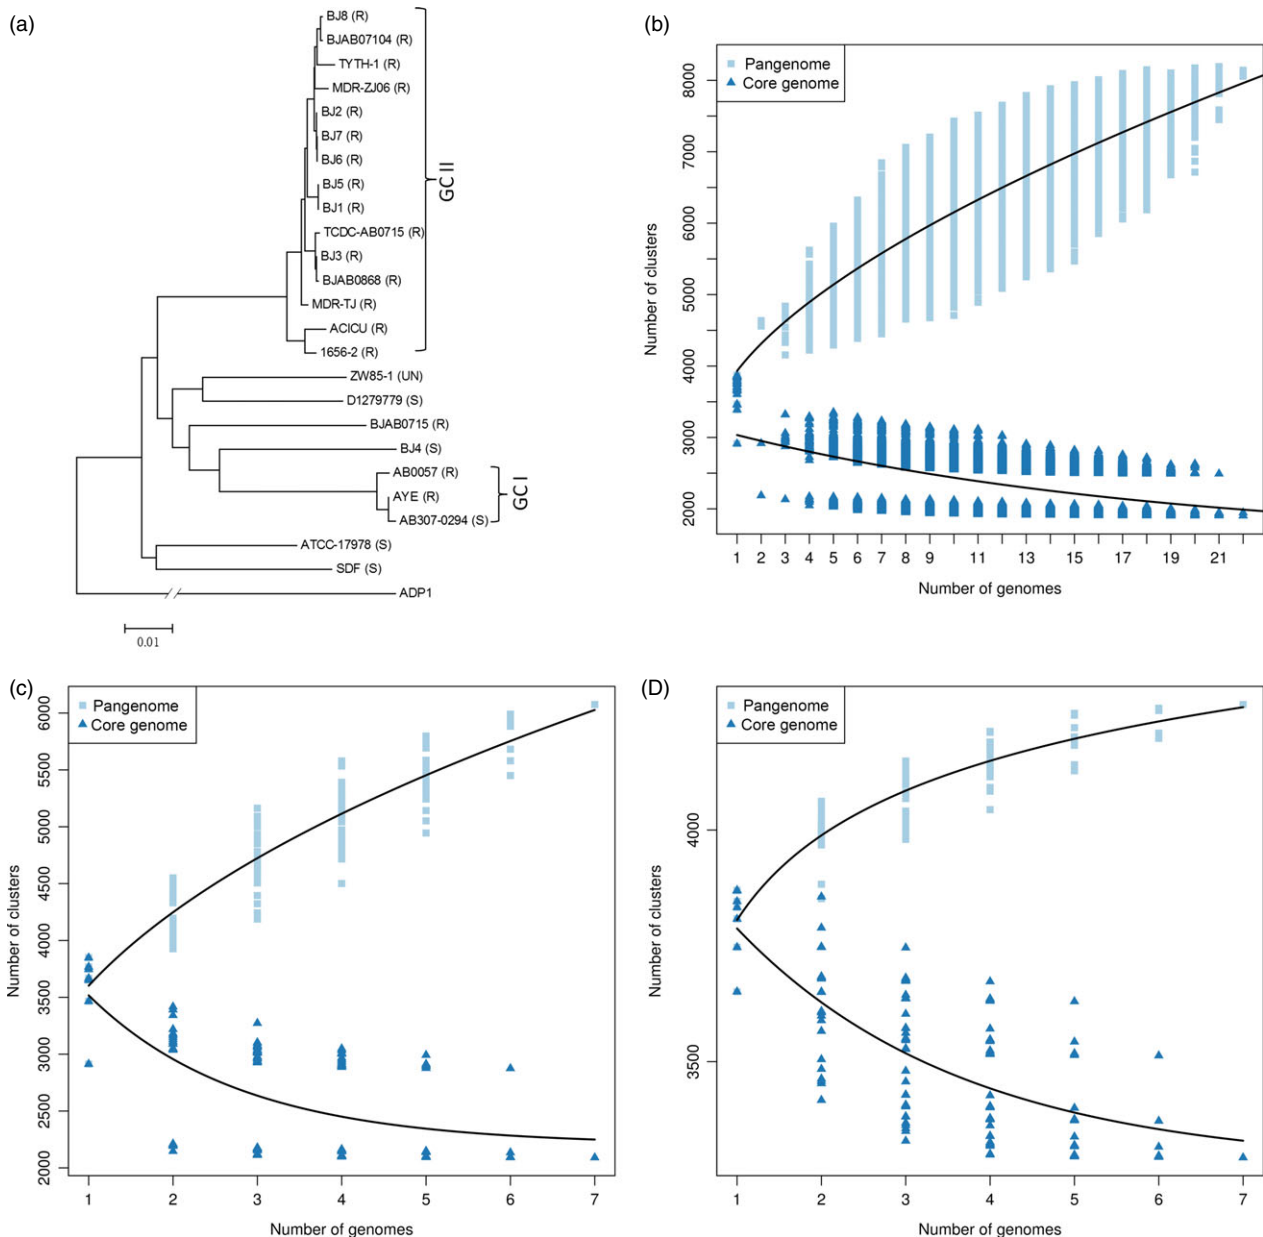 (a)
BJ8 (R)
BJAB07104 (R)
TYTH-1 (R)
MDR-ZJ06 (R)
BJ2 (R)
BJ7 (R)
BJ6 (R)
BJ5 (R)
BJ1 (R)
TCDC-AB0715 (R)
BJ3 (R)
BJAB0868 (R)
MDR-TJ (R)
ACICU (R)
1656-2 (R)
GC II
ZW85-1 (UN)
D1279779 (S)
BJAB0715 (R)
BJ4 (S)
AB0057 (R)
AYE (R)
AB307-0294 (S)
GC I
ATCC-17978 (S)
SDF (S)
ADP1
0.01
(b)
Pangenome
Core genome
Number of clusters
8000
7000
6000
5000
4000
3000
2000
1 2 3 4 5 6 7 8 9 11 13 15 17 19 21
Number of genomes
(c)
Pangenome
Core genome
Number of clusters
6000
5500
5000
4500
4000
3500
3000
2500
2000
1 2 3 4 5 6 7
Number of genomes
(D)
Pangenome
Core genome
Number of clusters
4000
3500
1 2 3 4 5 6 7
Number of genomes